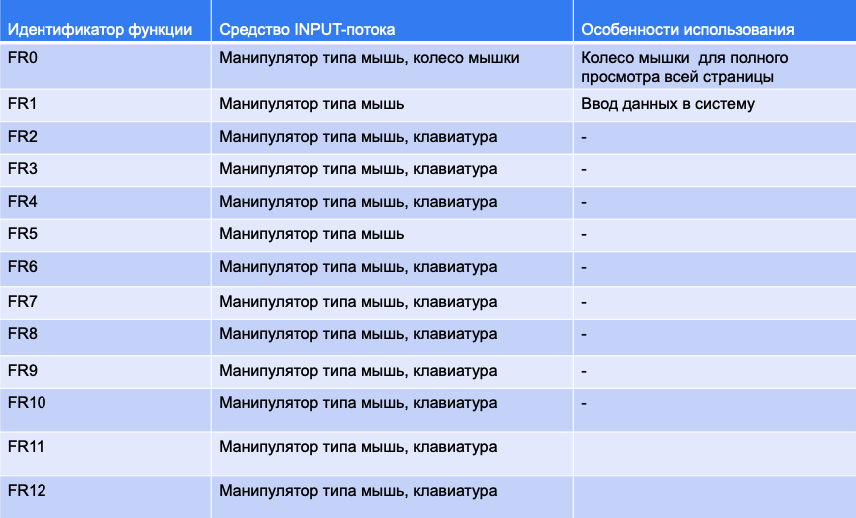 Идентификатор функции Средство INPUT-потока Особенности использования
FR0 Манипулятор типа мышь, колесо мышки Колесо мышки для полного
просмотра всей страницы
FR1 Манипулятор типа мышь Ввод данных в систему
FR2 Манипулятор типа мышь, клавиатура -
FR3 Манипулятор типа мышь, клавиатура -
FR4 Манипулятор типа мышь, клавиатура -
FR5 Манипулятор типа мышь -
FR6 Манипулятор типа мышь, клавиатура -
FR7 Манипулятор типа мышь, клавиатура -
FR8 Манипулятор типа мышь, клавиатура -
FR9 Манипулятор типа мышь, клавиатура -
FR10 Манипулятор типа мышь, клавиатура -
FR11 Манипулятор типа мышь, клавиатура
FR12 Манипулятор типа мышь, клавиатура